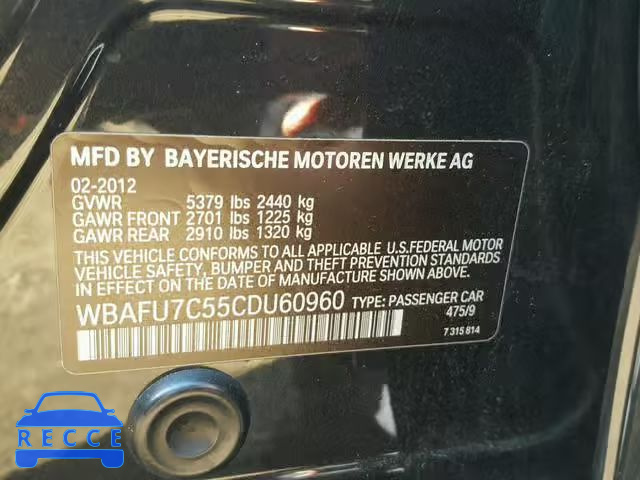 MFD BY BAYERISCHE MOTOREN WERKE AG
02-2012
GVWR 5379 lbs 2440 kg
GAWR FRONT 2701 lbs 1225 kg
GAWR REAR 2910 lbs 1320 kg
THIS VEHICLE CONFORMS TO ALL APPLICABLE U.S.FEDERAL MOTOR
VEHICLE SAFETY, BUMPER AND THEFT PREVENTION STANDARDS
IN EFFECT ON THE DATE OF MANUFACTURE SHOWN ABOVE.
WBAFU7C55CDU60960 TYPE: PASSENGER CAR
475/9
7 315 814
RECCE